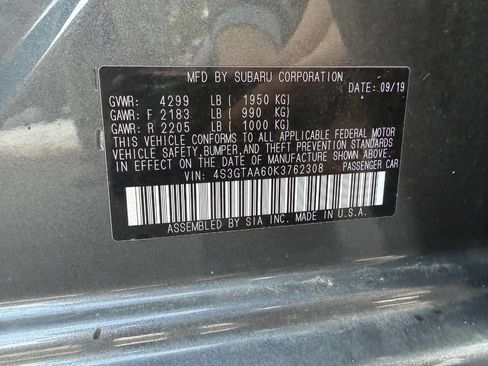 MFD BY SUBARU CORPORATION
DATE: 09/19
GVWR: 4299 LB ( 1950 KG)
GAWR: F 2183 LB ( 990 KG)
GAWR: R 2205 LB ( 1000 KG)
THIS VEHICLE CONFORMS TO ALL APPLICABLE FEDERAL MOTOR
VEHICLE SAFETY, BUMPER, AND THEFT PREVENTION STANDARDS
IN EFFECT ON THE DATE OF MANUFACTURE SHOWN ABOVE.
VIN: 4S3GTAA60K3762308 PASSENGER CAR
ASSEMBLED BY SIA INC. MADE IN U.S.A.